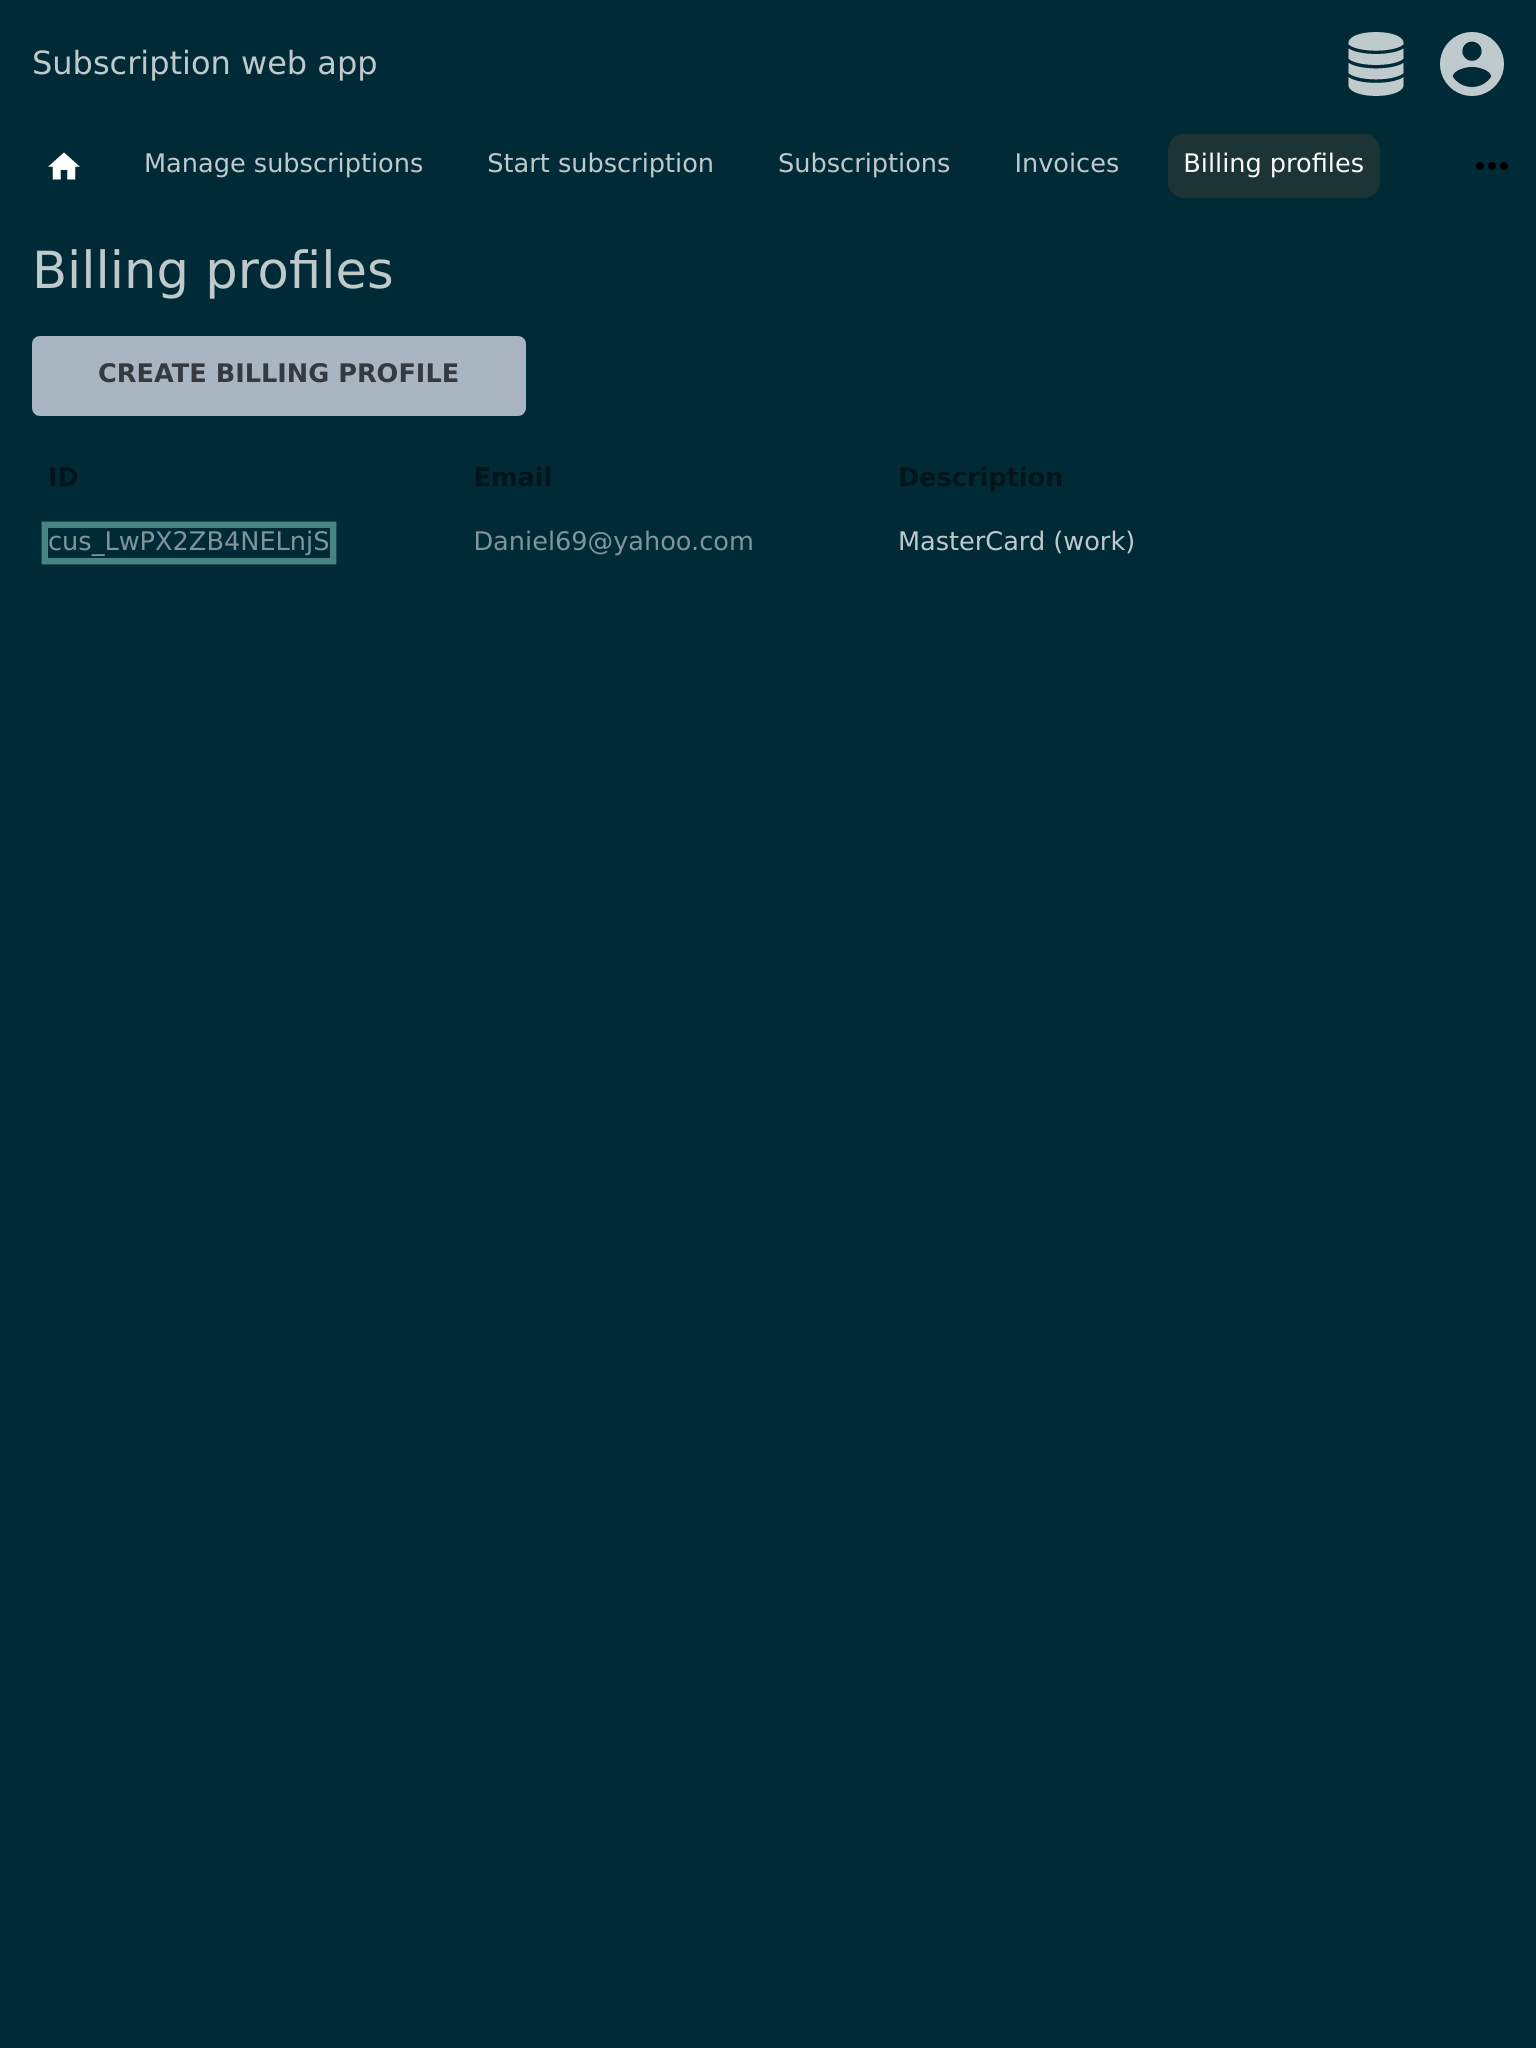 Subscription web app
Manage subscriptions Start subscription Subscriptions Invoices Billing profiles
Billing profiles
CREATE BILLING PROFILE
ID Email Description
cus_LwPX2ZB4NELnjS Daniel69@yahoo.com MasterCard (work)